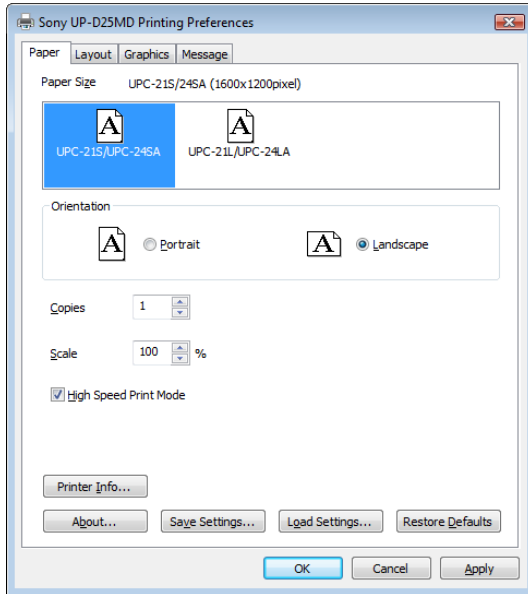 Sony UP-D25MD Printing Preferences
Paper Layout Graphics Message
Paper Size UPC-21S/24SA (1600x1200pixel)
A A
UPC-21S/UPC-24SA UPC-21L/UPC-24LA
Orientation
A Portrait A Landscape
Copies 1
Scale 100 %
High Speed Print Mode
Printer Info...
About... Save Settings... Load Settings... Restore Defaults
OK Cancel Apply